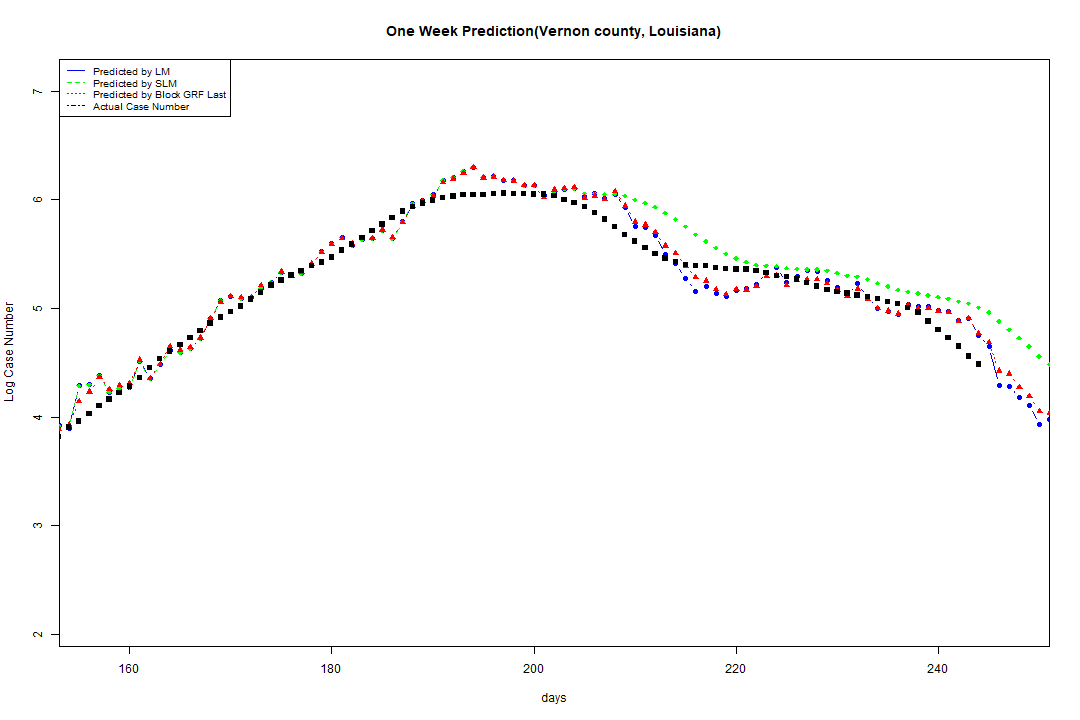 One Week Prediction(Vernon county, Louisiana)
Predicted by LM
Predicted by SLM
Predicted by Block GRF Last
Actual Case Number
Log Case Number
7
6
5
4
3
2
160 180 200 220 240
days